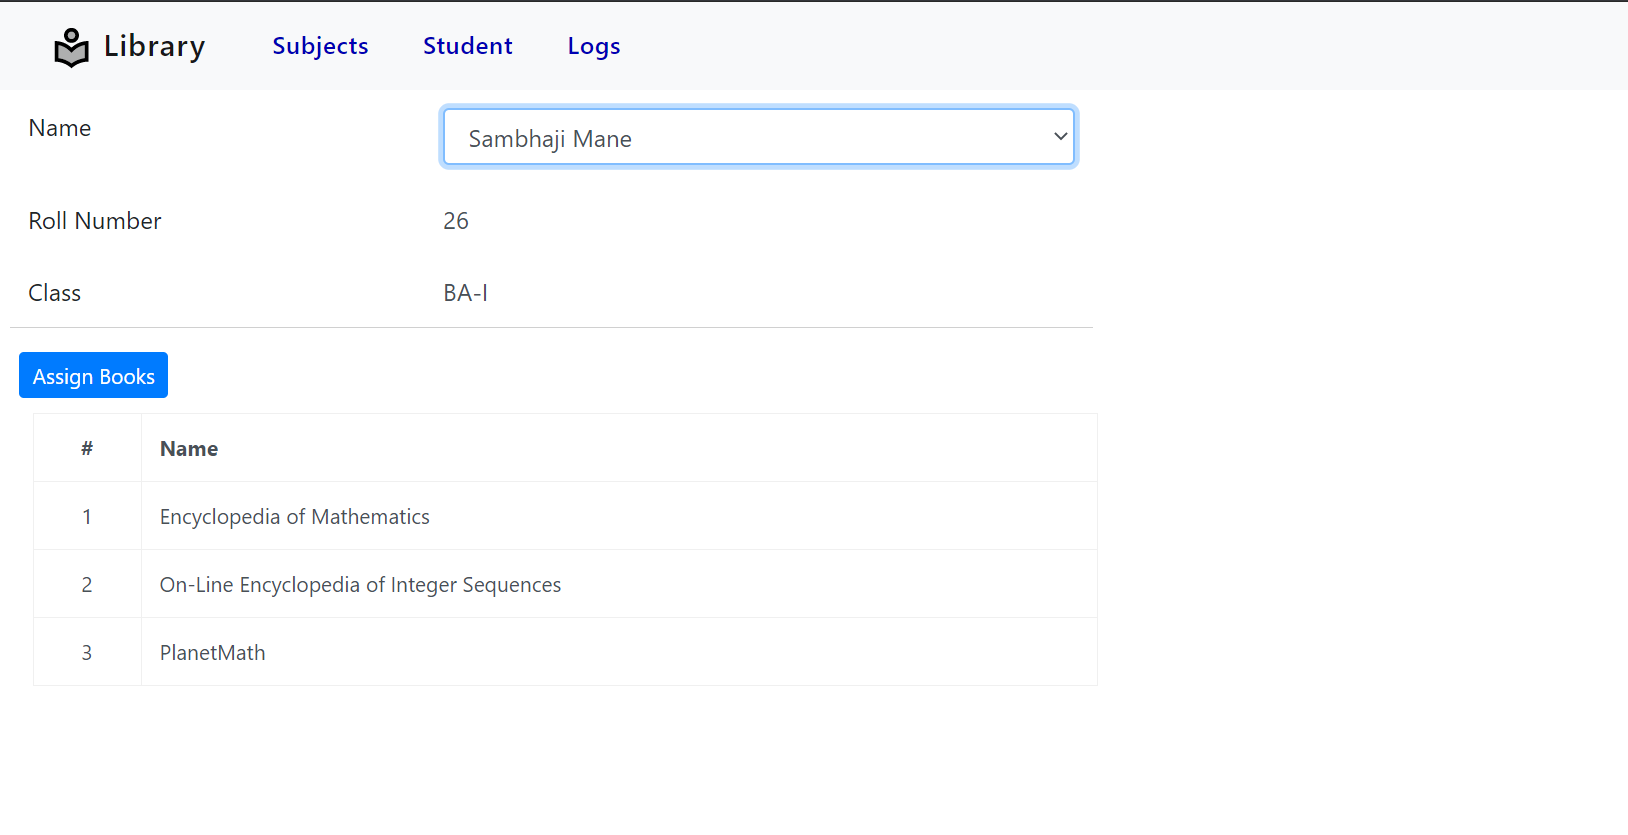 Library Subjects Student Logs
Name Sambhaji Mane
Roll Number 26
Class BA-I
Assign Books
# Name
1 Encyclopedia of Mathematics
2 On-Line Encyclopedia of Integer Sequences
3 PlanetMath